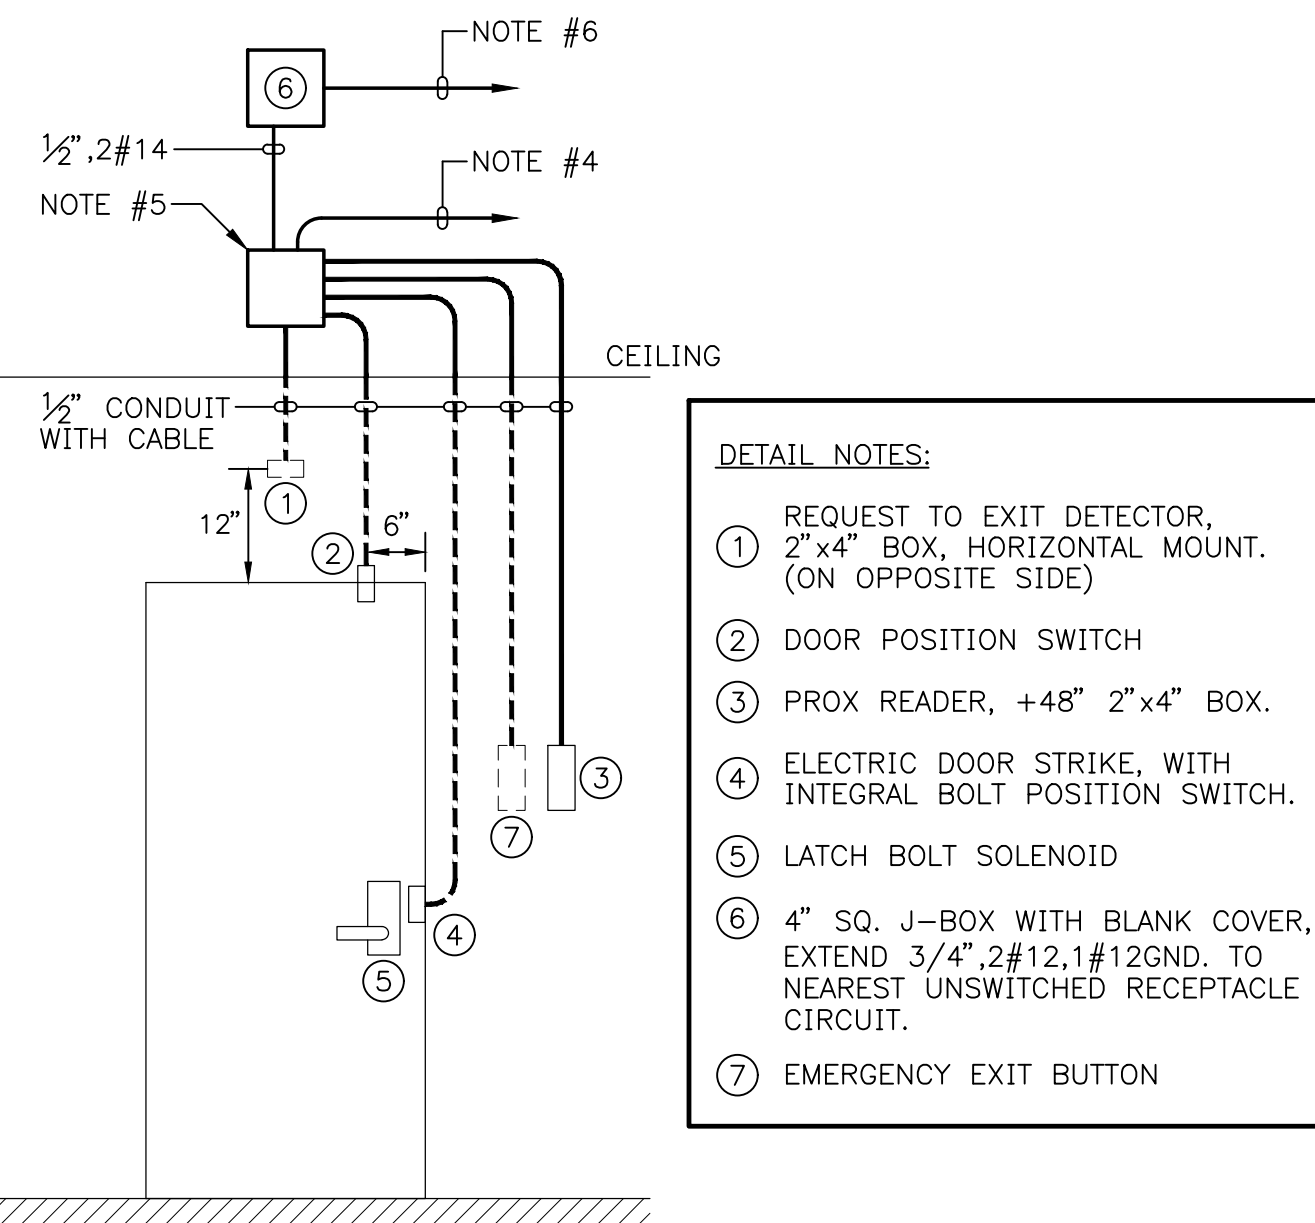 NOTE #6
6
½",2#14
NOTE #4
NOTE #5
CEILING
½" CONDUIT
WITH CABLE
1
12"
6"
2
3
7
4
5
DETAIL NOTES:
1 REQUEST TO EXIT DETECTOR,
2"x4" BOX, HORIZONTAL MOUNT.
(ON OPPOSITE SIDE)
2 DOOR POSITION SWITCH
3 PROX READER, +48" 2"x4" BOX.
4 ELECTRIC DOOR STRIKE, WITH
INTEGRAL BOLT POSITION SWITCH.
5 LATCH BOLT SOLENOID
6 4" SQ. J-BOX WITH BLANK COVER,
EXTEND 3/4",2#12,1#12GND. TO
NEAREST UNSWITCHED RECEPTACLE
CIRCUIT.
7 EMERGENCY EXIT BUTTON